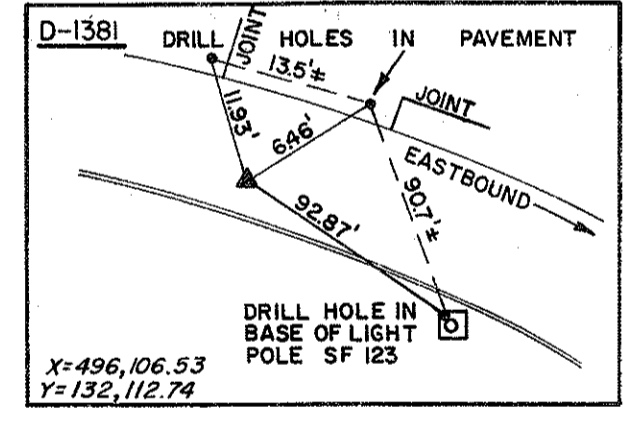 D-1381
DRILL HOLES IN PAVEMENT
JOINT
13.5'±
JOINT
11.93'
6.46'
EASTBOUND
90.7'±
92.87'
DRILL HOLE IN
BASE OF LIGHT
POLE SF 123
X=496,106.53
Y=132,112.74